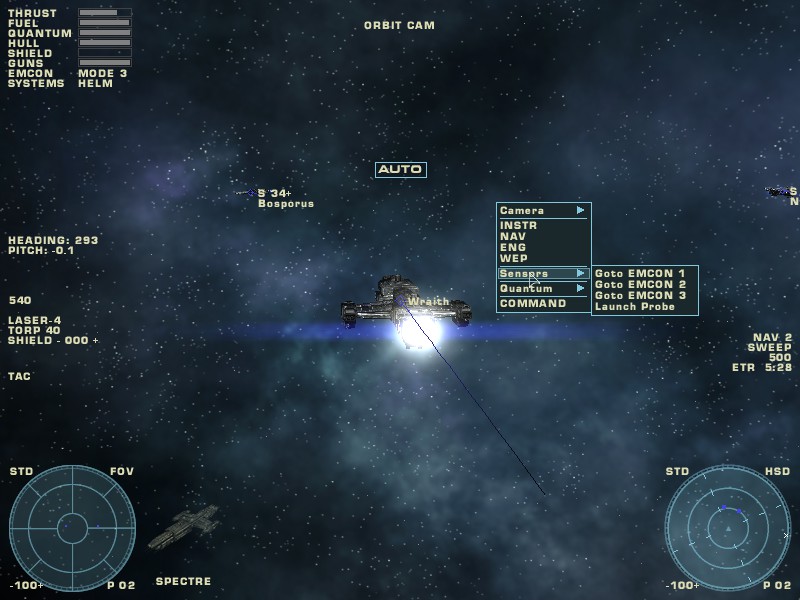 THRUST
FUEL
QUANTUM
HULL
SHIELD
GUNS
EMCON MODE 3
SYSTEMS HELM
ORBIT CAM
AUTO
S 34+
Bosporus
S
N
Camera
INSTR
NAV
ENG
WEP
Sensors
Quantum
COMMAND
Goto EMCON 1
Goto EMCON 2
Goto EMCON 3
Launch Probe
HEADING: 293
PITCH: -0.1
540
LASER-4
TORP 40
SHIELD - 000 +
TAC
Wraith
NAV 2
SWEEP
500
ETR 5:28
STD FOV
-100+ P 02
SPECTRE
STD HSD
-100+ P 02